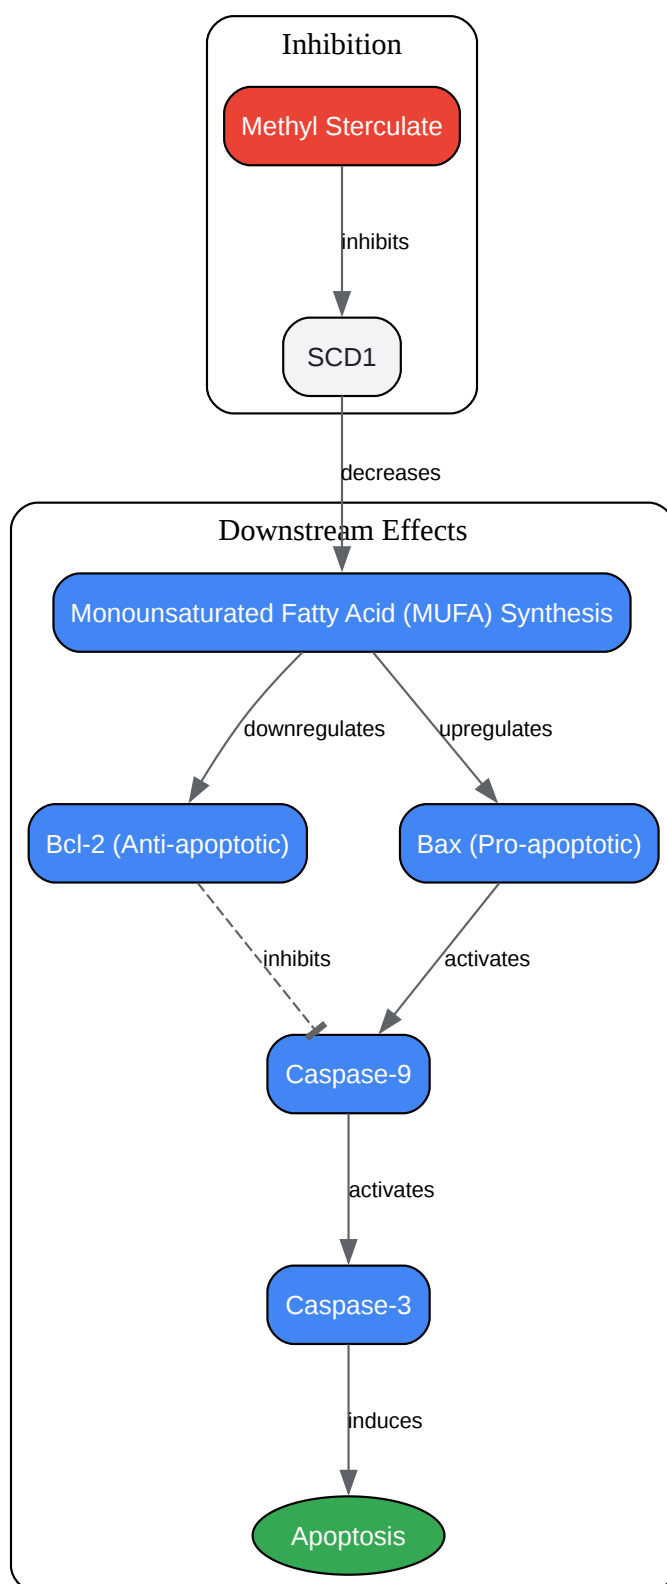 Inhibition
Methyl Sterculate
inhibits
SCD1
decreases
Downstream Effects
Monounsaturated Fatty Acid (MUFA) Synthesis
downregulates
upregulates
Bcl-2 (Anti-apoptotic)
Bax (Pro-apoptotic)
inhibits
activates
Caspase-9
activates
Caspase-3
induces
Apoptosis